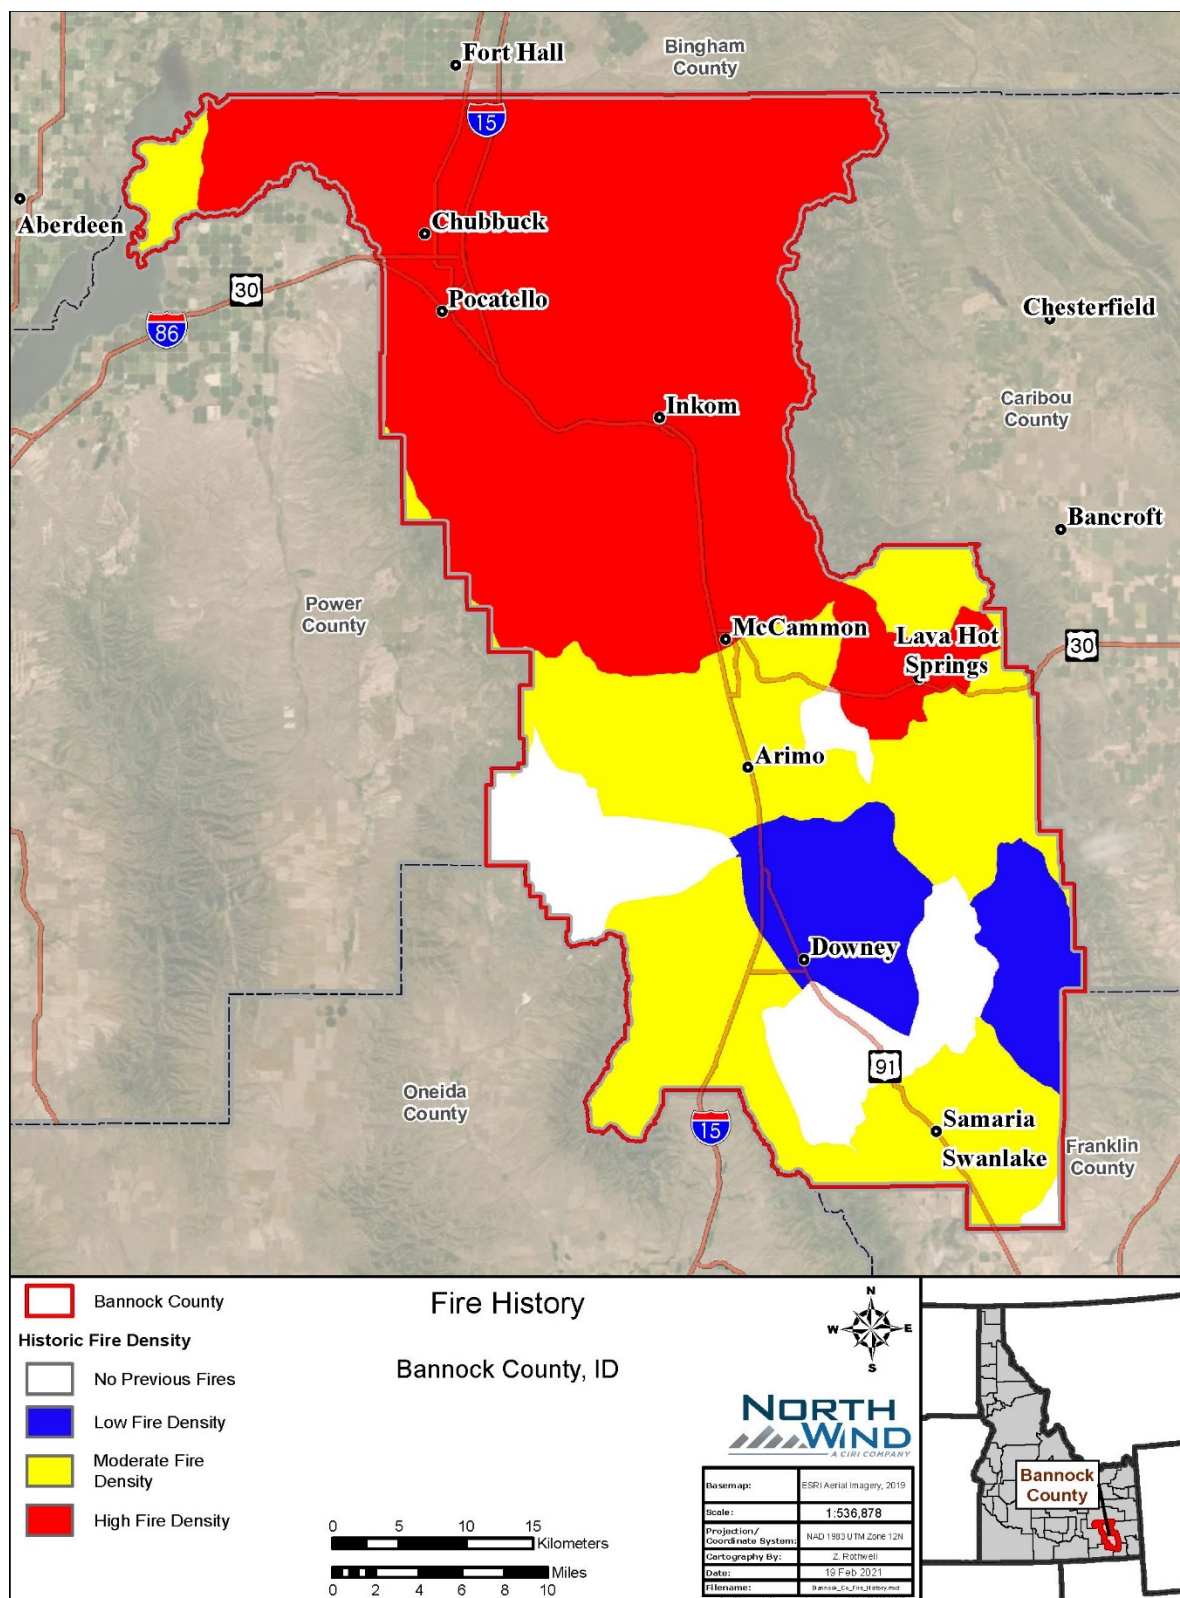 Fort Hall
Bingham
County
15
Aberdeen
Chubbuck
30
Pocatello
86
Chesterfield
Inkom
Caribou
County
Bancroft
Power
County
McCammon
Lava Hot
Springs
30
Arimo
Downey
91
Oneida
County
15
Samaria
Swanlake
Franklin
County
Bannock County
Historic Fire Density
No Previous Fires
Low Fire Density
Moderate Fire
Density
High Fire Density
Fire History
Bannock County, ID
0 5 10 15
Kilometers
Miles
0 2 4 6 8 10
N
W E
S
NORTH
WIND
A CIRI COMPANY
Basemap: ESRI Aerial Imagery, 2019
Scale: 1:536,878
Projection/
Coordinate System: NAD 1983 UTM Zone 12N
Cartography By: Z. Rothwell
Date: 19 Feb 2021
Filename: Bannock_Co_Fire_History.mxd
Bannock
County